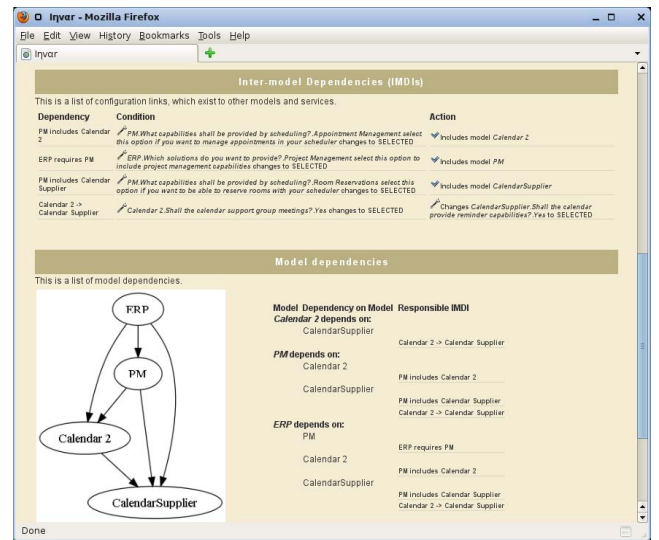 Iηvαr - Mozilla Firefox
File Edit View History Bookmarks Tools Help
Iηvαr
Inter-model Dependencies (IMDIs)
This is a list of configuration links, which exist to other models and services.
Dependency Condition Action
PM includes Calendar 2
PM.What capabilities shall be provided by scheduling?.Appointment Management select
this option if you want to manage appointments in your scheduler changes to SELECTED
Includes model Calendar 2
ERP requires PM
ERP.Which solutions do you want to provide?.Project Management select this option to
include project management capabilities changes to SELECTED
Includes model PM
PM includes Calendar
Supplier
PM.What capabilities shall be provided by scheduling?.Room Reservations select this
option if you want to be able to reserve rooms with your scheduler changes to SELECTED
Includes model CalendarSupplier
Calendar 2 ->
Calendar Supplier
Calendar 2.Shall the calendar support group meetings?.Yes changes to SELECTED
Changes CalendarSupplier.Shall the calendar
provide reminder capabilities?.Yes to SELECTED
Model dependencies
This is a list of model dependencies.
ERP
PM
Calendar 2
CalendarSupplier
Model Dependency on Model Responsible IMDI
Calendar 2 depends on:
CalendarSupplier
Calendar 2 -> Calendar Supplier
PM depends on:
Calendar 2
PM includes Calendar 2
CalendarSupplier
PM includes Calendar Supplier
Calendar 2 -> Calendar Supplier
ERP depends on:
PM
ERP requires PM
Calendar 2
PM includes Calendar 2
CalendarSupplier
PM includes Calendar Supplier
Calendar 2 -> Calendar Supplier
Done